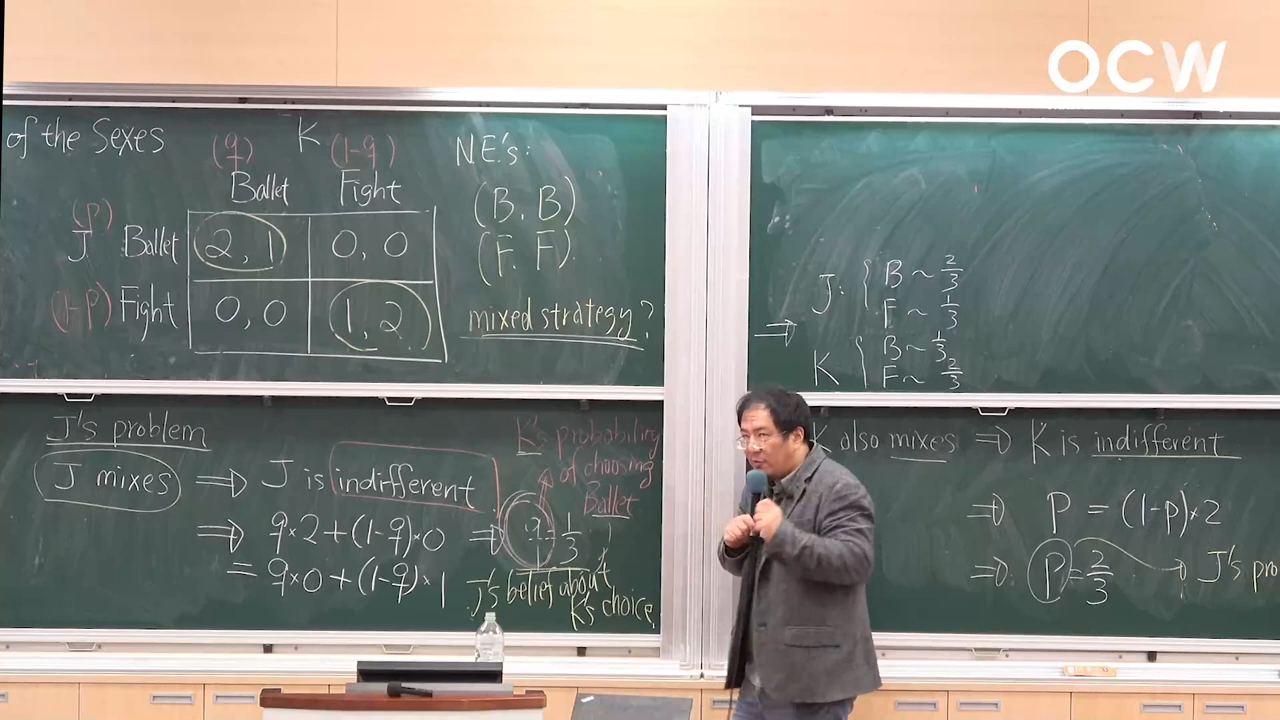 OCW
of the Sexes
K
(q) (1-q)
Ballet Fight
(p)
J Ballet 2, 1 0, 0
(1-p) Fight 0, 0 1, 2
N.E.'s:
(B. B)
(F. F)
mixed strategy?
J's problem
J mixes ⇒ J is indifferent
⇒ q×2+(1-q)×0 ⇒ q=1/3
= q×0+(1-q)×1
K's probability
of choosing
Ballet
J's belief about
K's choice.
J: { B ~ 2/3
F ~ 1/3
⇒
K { B ~ 1/3
F ~ 2/3
K also mixes ⇒ K is indifferent
⇒ P = (1-p)×2
⇒ P = 2/3 → J's